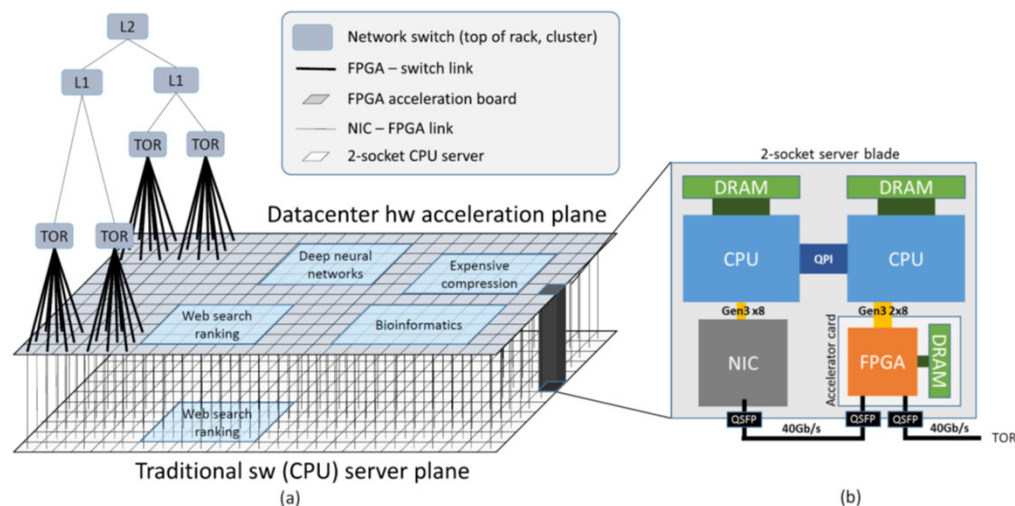 L2
L1
L1
TOR
TOR
TOR
TOR
Network switch (top of rack, cluster)
FPGA – switch link
FPGA acceleration board
NIC – FPGA link
2-socket CPU server
Datacenter hw acceleration plane
Deep neural
networks
Expensive
compression
Web search
ranking
Bioinformatics
Web search
ranking
Traditional sw (CPU) server plane
(a)
2-socket server blade
DRAM
DRAM
CPU
QPI
CPU
Gen3 x8
Gen3 2x8
NIC
Accelerator card
FPGA
DRAM
QSFP
QSFP
QSFP
40Gb/s
40Gb/s
TOR
(b)